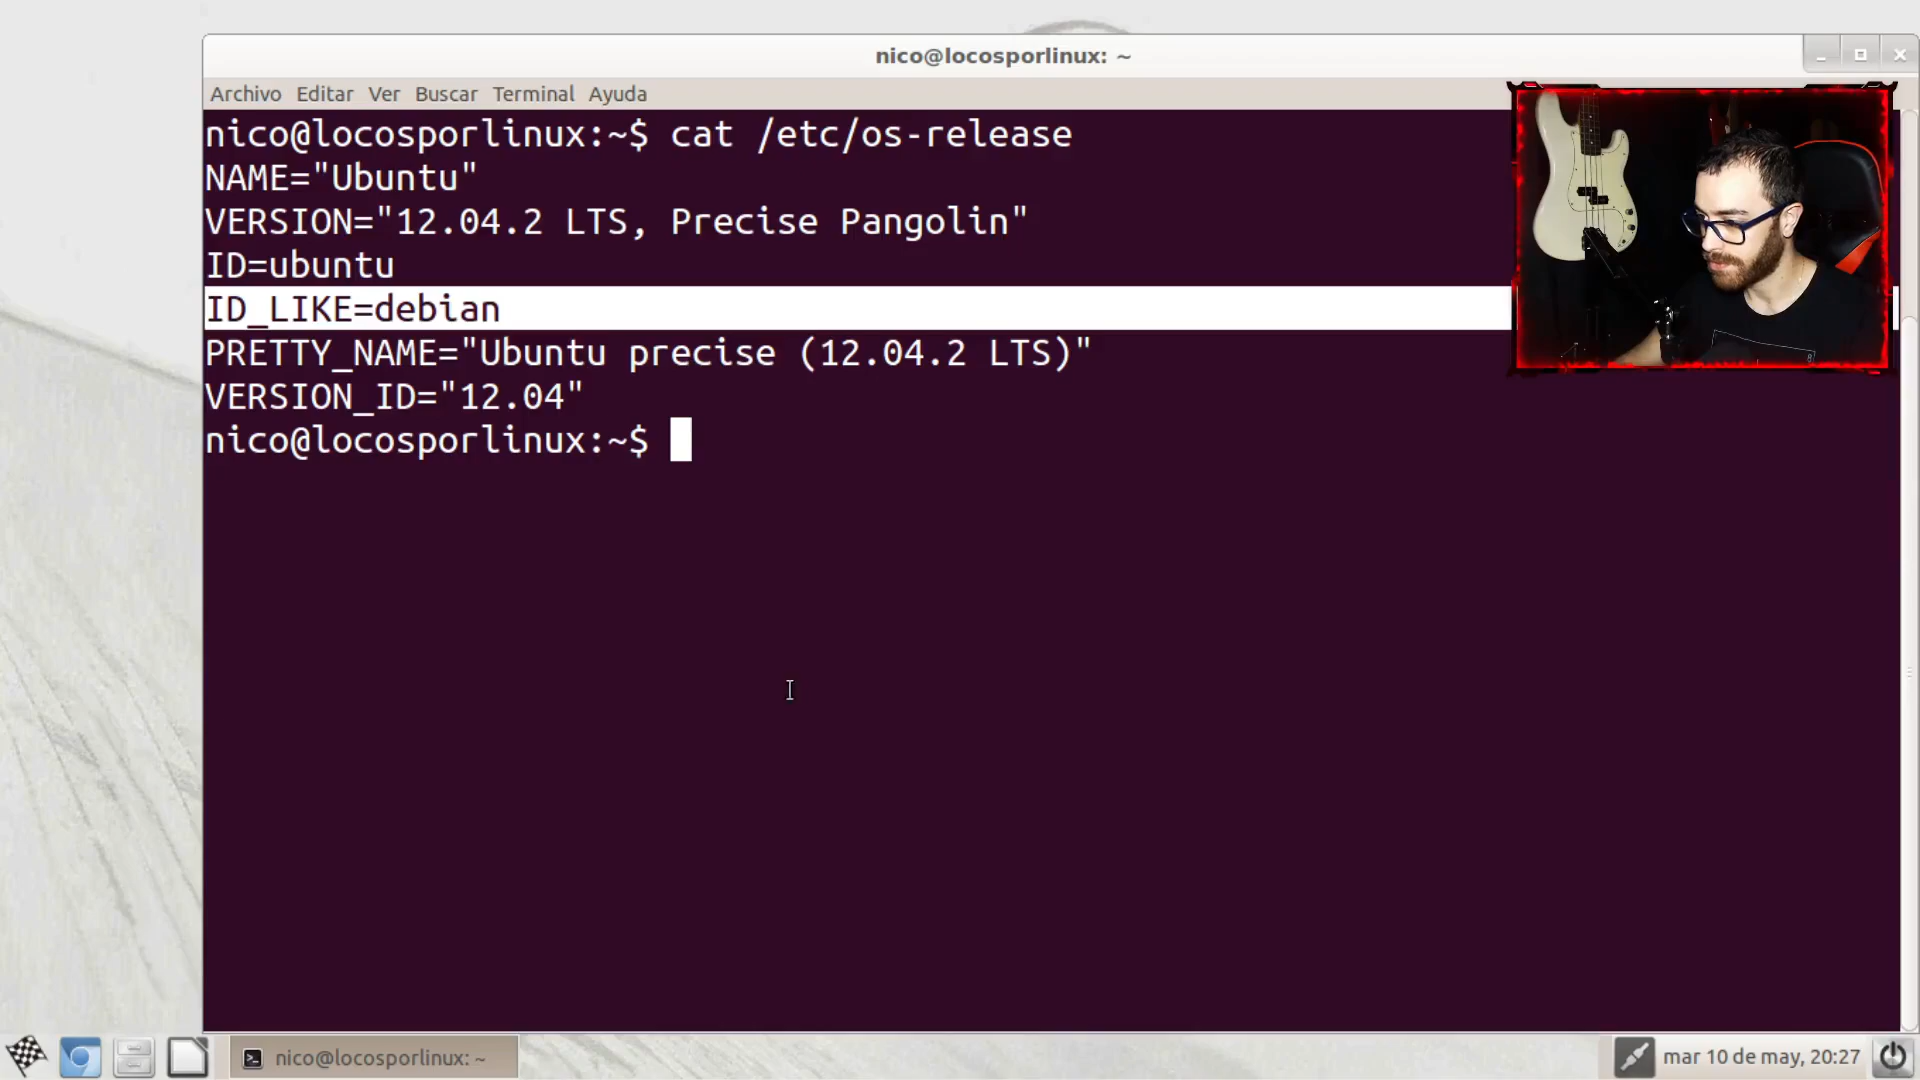 nico@locosporlinux: ~
Archivo Editar Ver Buscar Terminal Ayuda
nico@locosporlinux:~$ cat /etc/os-release
NAME="Ubuntu"
VERSION="12.04.2 LTS, Precise Pangolin"
ID=ubuntu
ID_LIKE=debian
PRETTY_NAME="Ubuntu precise (12.04.2 LTS)"
VERSION_ID="12.04"
nico@locosporlinux:~$
nico@locosporlinux: ~
mar 10 de may, 20:27